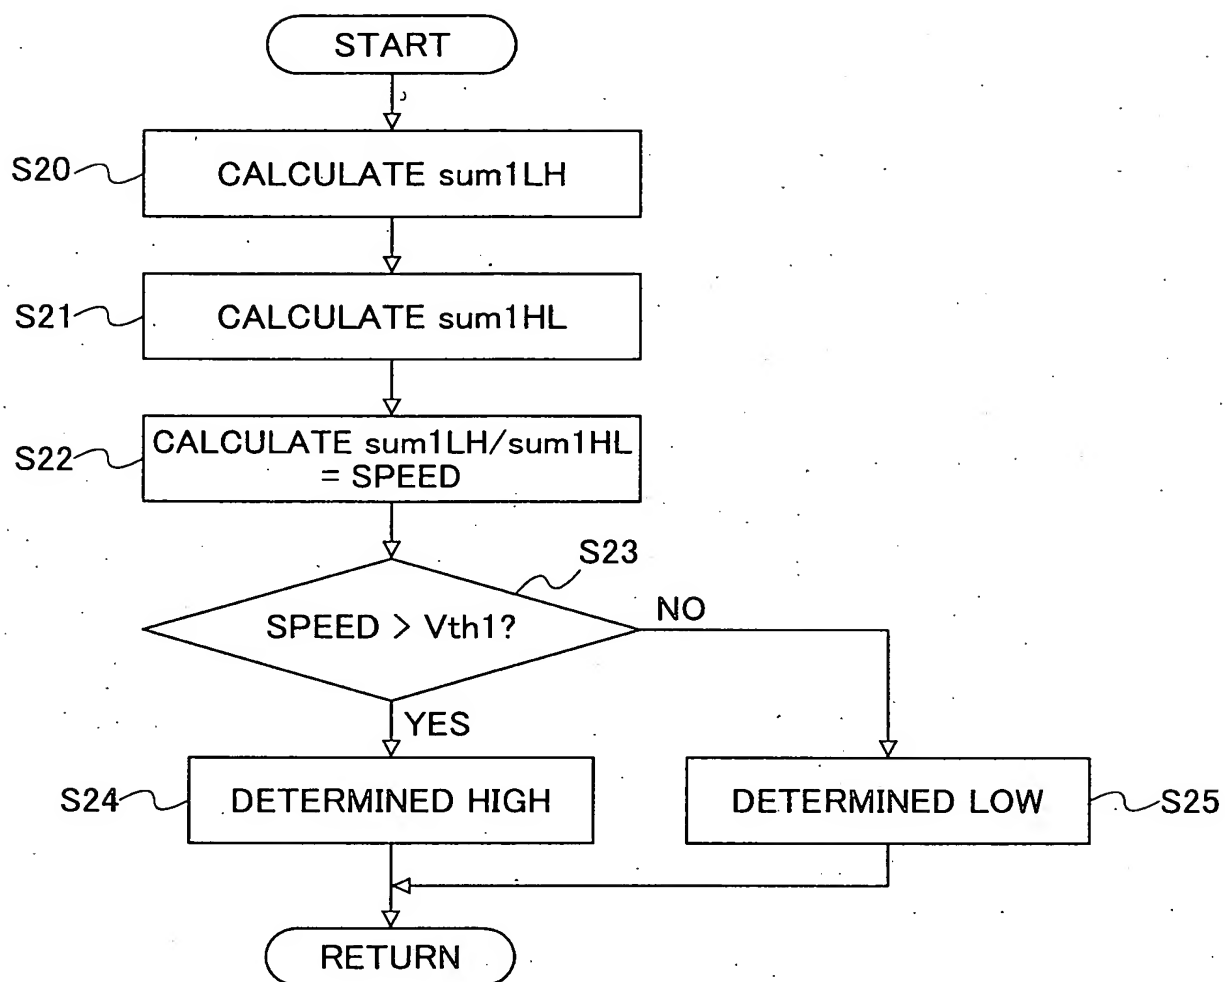 START
S20
CALCULATE sum1LH
S21
CALCULATE sum1HL
S22
CALCULATE sum1LH/sum1HL
= SPEED
S23
SPEED > Vth1?
NO
YES
S24
DETERMINED HIGH
DETERMINED LOW
S25
RETURN